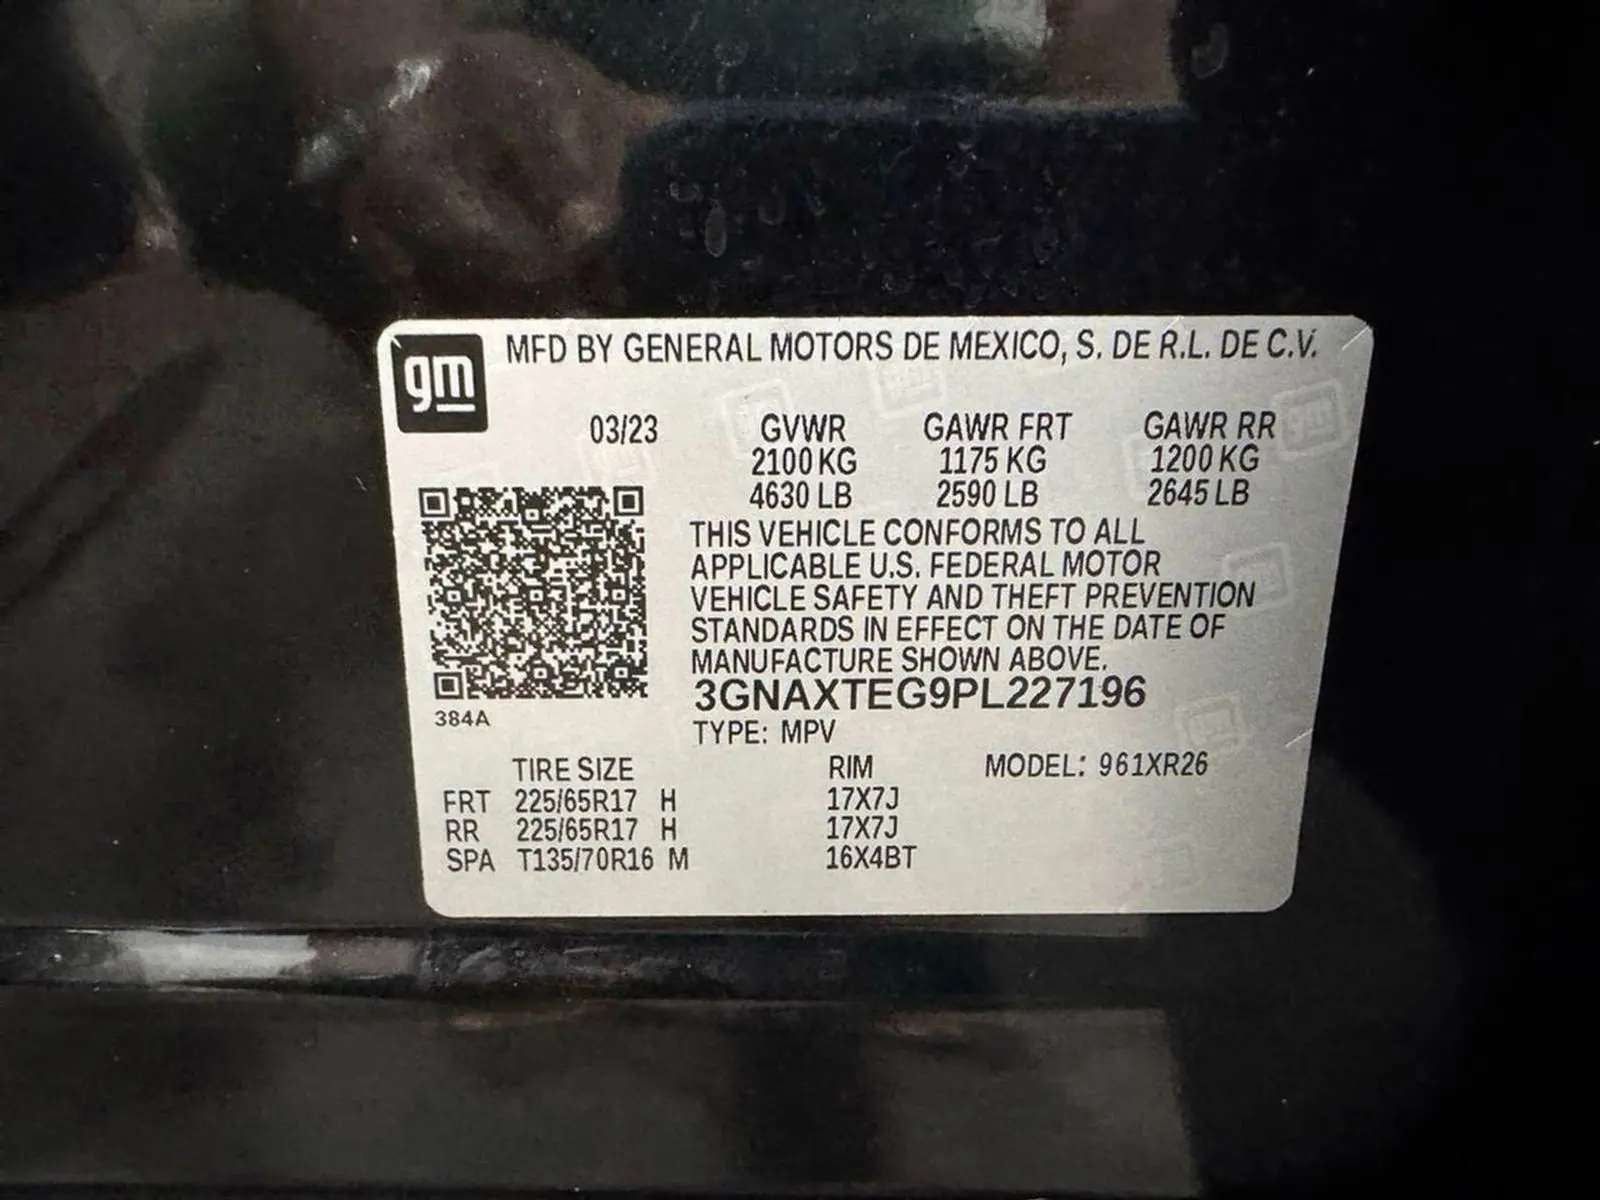 gm
MFD BY GENERAL MOTORS DE MEXICO, S. DE R.L. DE C.V.
03/23 GVWR GAWR FRT GAWR RR
2100 KG 1175 KG 1200 KG
4630 LB 2590 LB 2645 LB
THIS VEHICLE CONFORMS TO ALL
APPLICABLE U.S. FEDERAL MOTOR
VEHICLE SAFETY AND THEFT PREVENTION
STANDARDS IN EFFECT ON THE DATE OF
MANUFACTURE SHOWN ABOVE.
3GNAXTEG9PL227196
384A
TYPE: MPV
TIRE SIZE RIM MODEL: 961XR26
FRT 225/65R17 H 17X7J
RR 225/65R17 H 17X7J
SPA T135/70R16 M 16X4BT